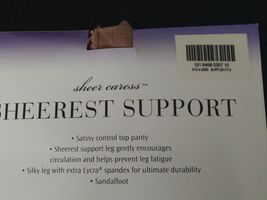 sheer caress™
SHEEREST SUPPORT
• Satiny control top panty
• Sheerest support leg gently encourages
circulation and helps prevent leg fatigue
• Silky leg with extra Lycra® spandex for ultimate durability
• Sandalfoot